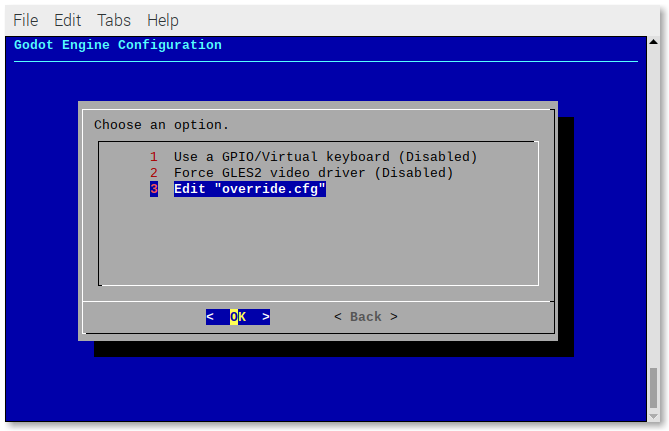 File Edit Tabs Help
Godot Engine Configuration
Choose an option.
1 Use a GPIO/Virtual keyboard (Disabled)
2 Force GLES2 video driver (Disabled)
3 Edit "override.cfg"
< OK > < Back >